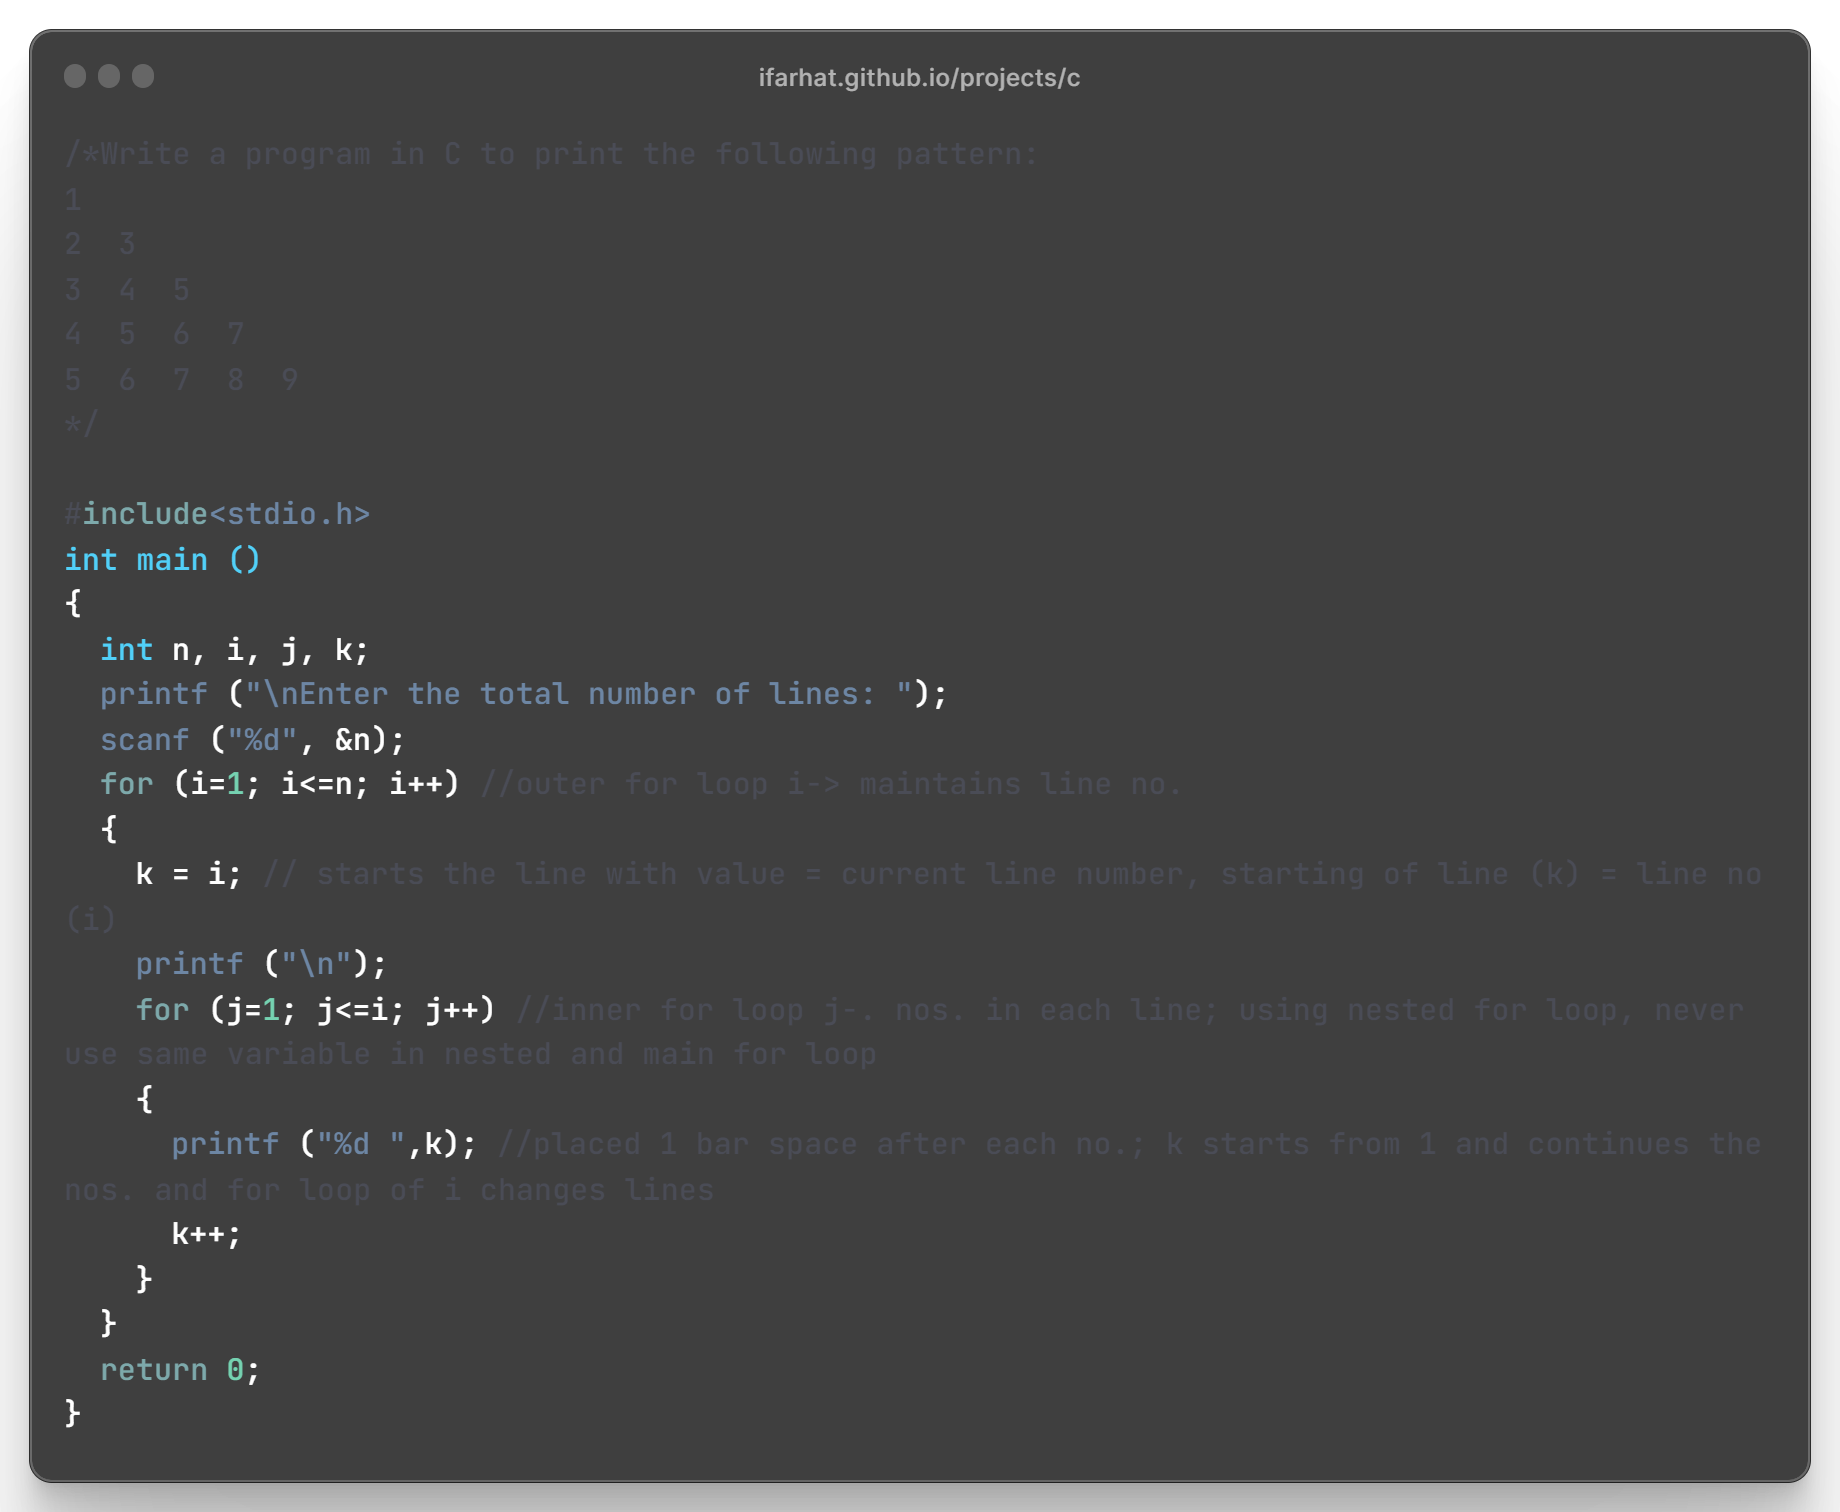 ifarhat.github.io/projects/c
/*Write a program in C to print the following pattern:
1
2  3
3  4  5
4  5  6  7
5  6  7  8  9
*/
#include<stdio.h>
int main ()
{
  int n, i, j, k;
  printf ("\nEnter the total number of lines: ");
  scanf ("%d", &n);
  for (i=1; i<=n; i++) //outer for loop i-> maintains line no.
  {
    k = i; // starts the line with value = current line number, starting of line (k) = line no
(i)
    printf ("\n");
    for (j=1; j<=i; j++) //inner for loop j-. nos. in each line; using nested for loop, never
use same variable in nested and main for loop
    {
      printf ("%d ",k); //placed 1 bar space after each no.; k starts from 1 and continues the
nos. and for loop of i changes lines
      k++;
    }
  }
  return 0;
}